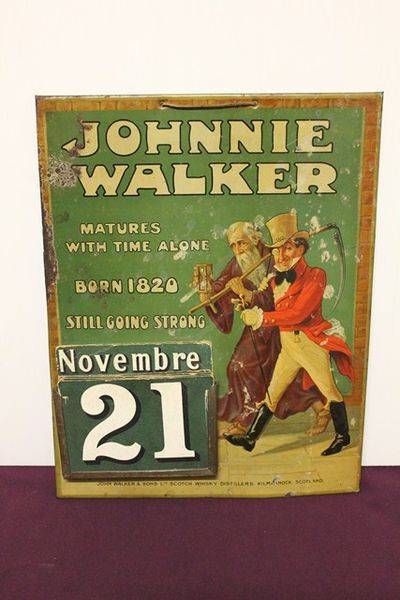 JOHNNIE
WALKER
MATURES
WITH TIME ALONE
BORN 1820
STILL GOING STRONG
Novembre
21
JOHN WALKER & SONS LTD SCOTCH WHISKY DISTILLERS, KILMARNOCK, SCOTLAND.